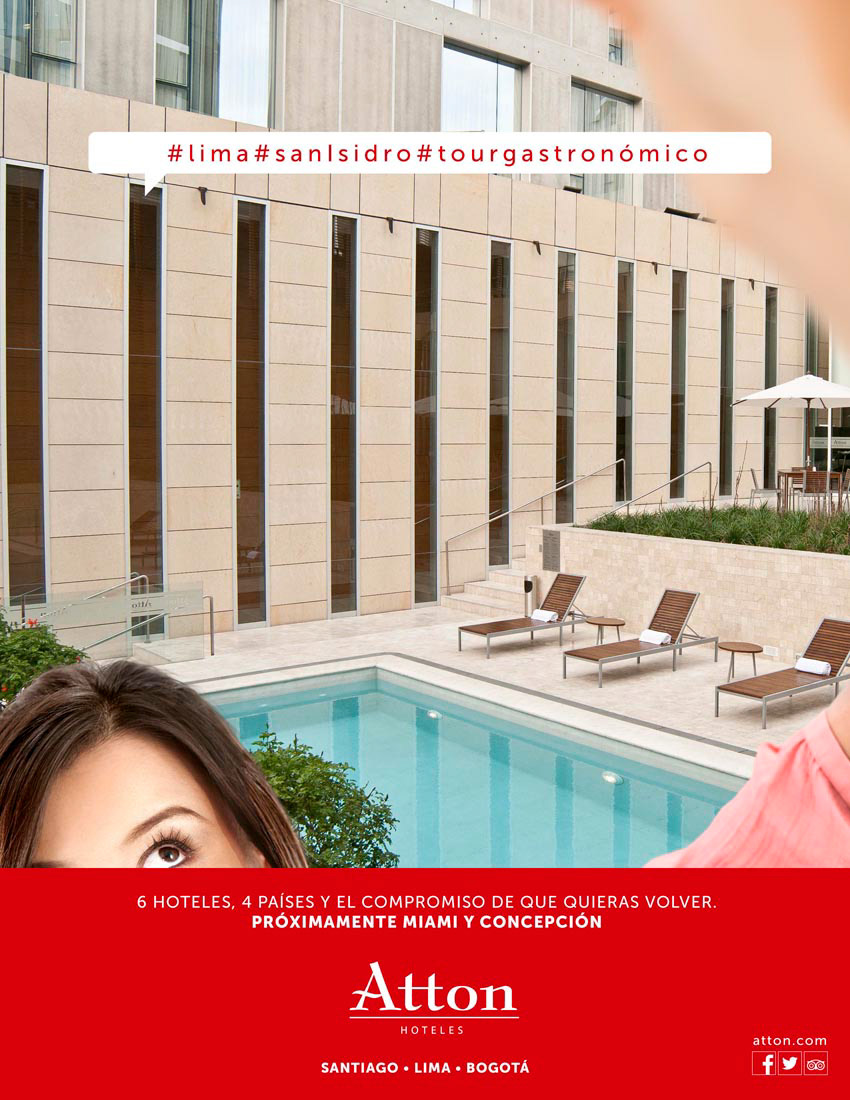 #lima#sanIsidro#tourgastronómico
6 HOTELES, 4 PAÍSES Y EL COMPROMISO DE QUE QUIERAS VOLVER.
PRÓXIMAMENTE MIAMI Y CONCEPCIÓN
Atton
HOTELES
SANTIAGO • LIMA • BOGOTÁ
atton.com